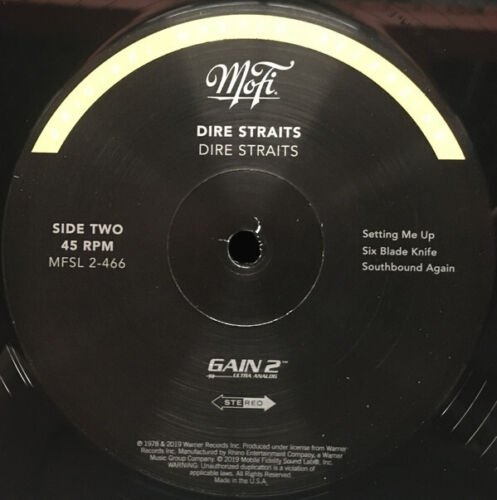 MoFi
DIRE STRAITS
DIRE STRAITS
SIDE TWO
45 RPM
MFSL 2-466
Setting Me Up
Six Blade Knife
Southbound Again
GAIN 2™
ULTRA ANALOG
STEREO
℗ 1978 & 2019 Warner Records Inc. Produced under license from Warner
Records Inc. Manufactured by Rhino Entertainment Company, a Warner
Music Group Company. © 2019 Mobile Fidelity Sound Lab®, Inc.
WARNING: Unauthorized duplication is a violation of
applicable laws. All Rights Reserved.
Made in the U.S.A.